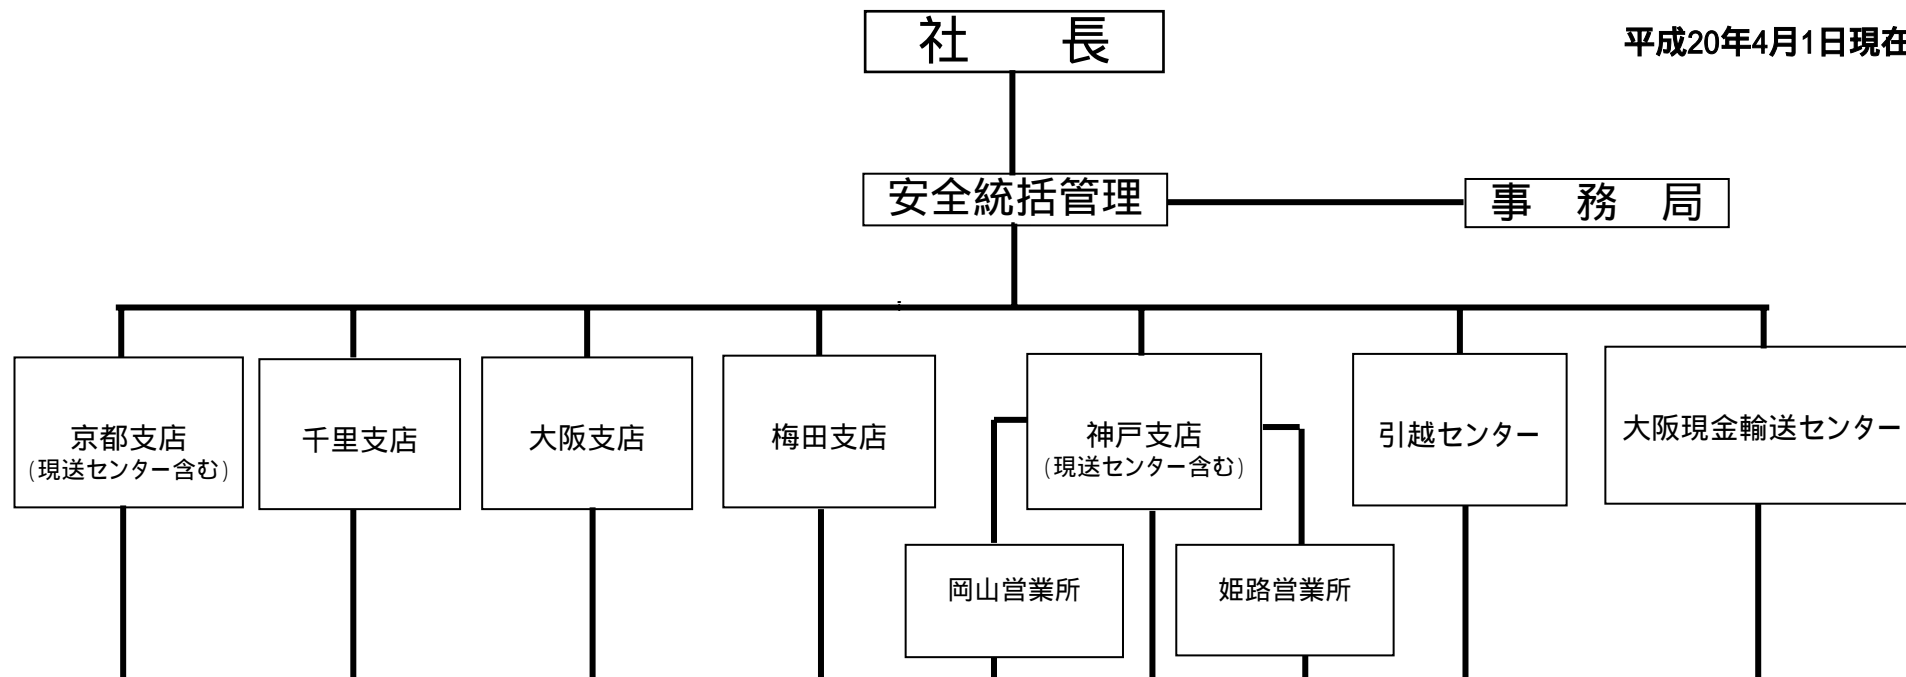 社　長
平成20年4月1日現在
安全統括管理
事　務　局
京都支店
(現送センター含む)
千里支店
大阪支店
梅田支店
神戸支店
(現送センター含む)
引越センター
大阪現金輸送センター
岡山営業所
姫路営業所